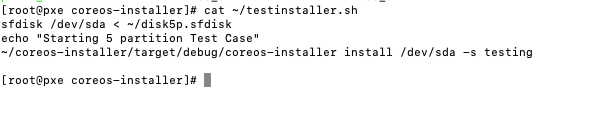 [root@pxe coreos-installer]# cat ~/testinstaller.sh
sfdisk /dev/sda < ~/disk5p.sfdisk
echo "Starting 5 partition Test Case"
~/coreos-installer/target/debug/coreos-installer install /dev/sda -s testing
[root@pxe coreos-installer]#